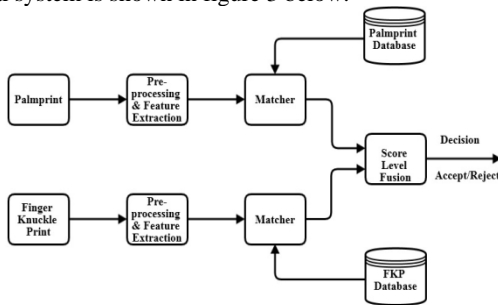 system is shown in figure 3 below.
Palmprint
Database
Palmprint
Pre-
processing
& Feature
Extraction
Matcher
Score
Level
Fusion
Decision
Accept/Reject
Finger
Knuckle
Print
Pre-
processing
& Feature
Extraction
Matcher
FKP
Database